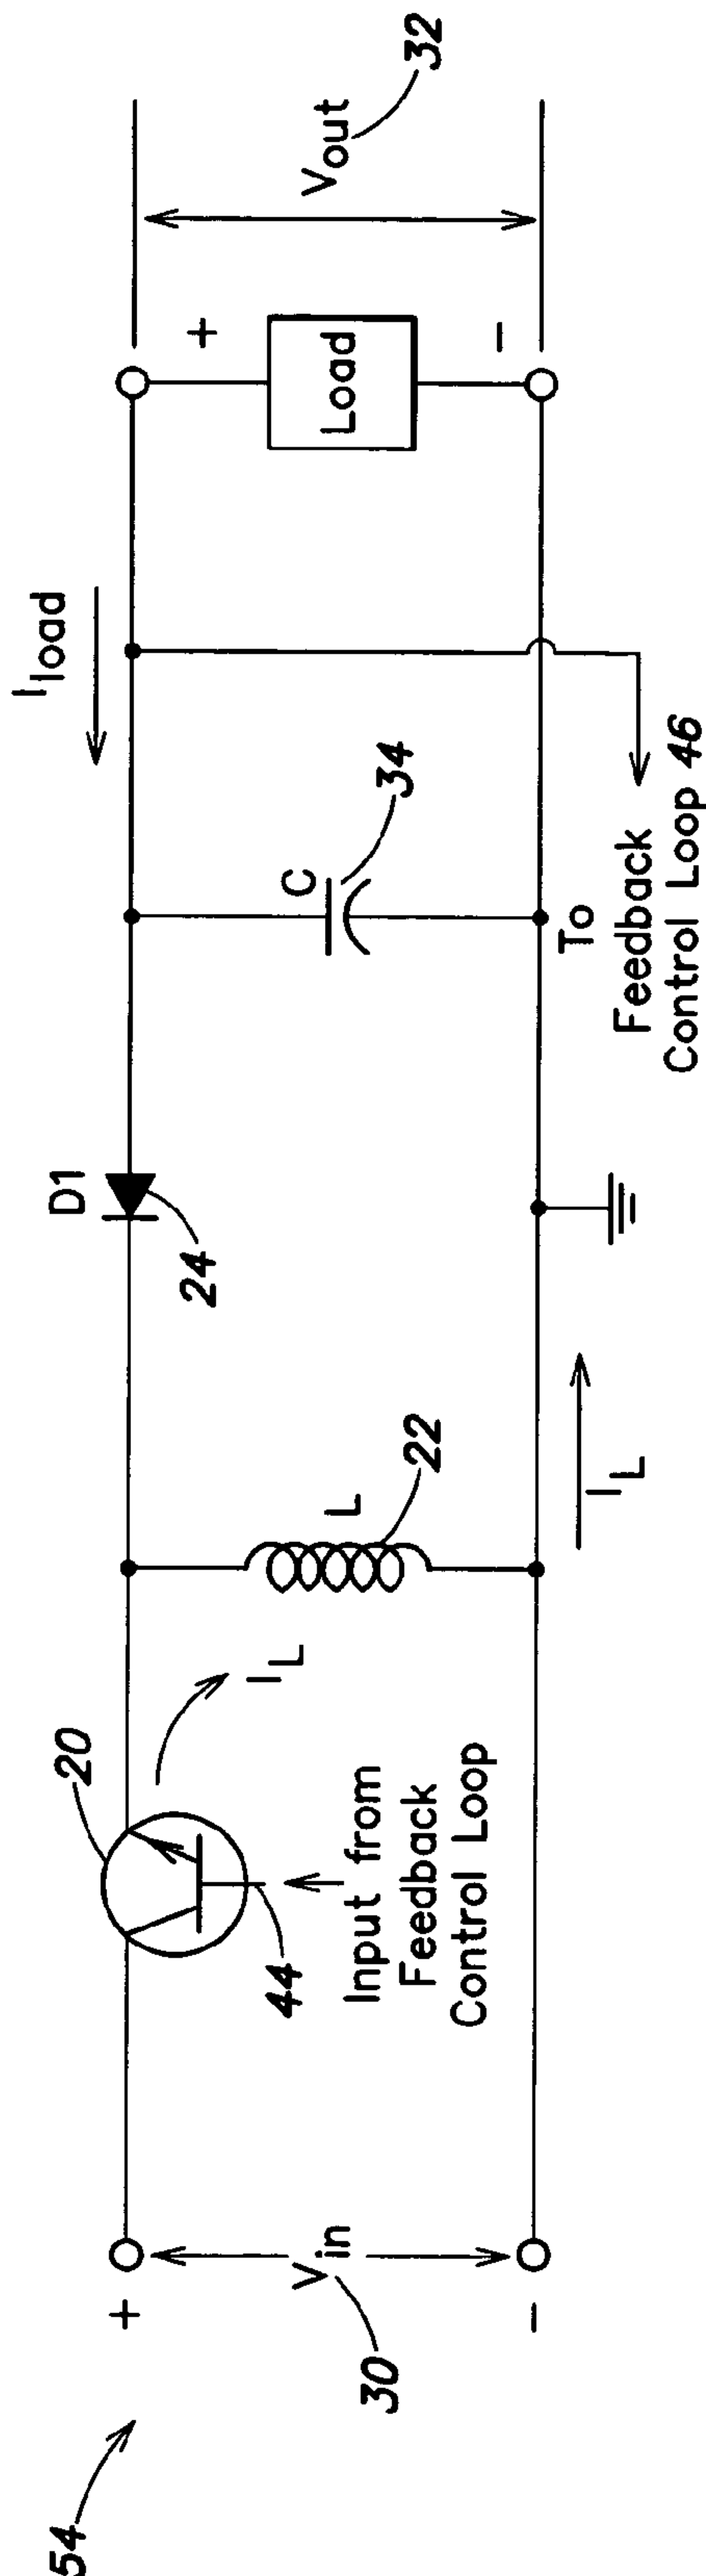 54
+
-
Vin
30
20
44
Input from
Feedback
Control Loop
IL
L
22
IL
D1
24
C
34
To
Feedback
Control Loop 46
Iload
+
Load
-
Vout
32